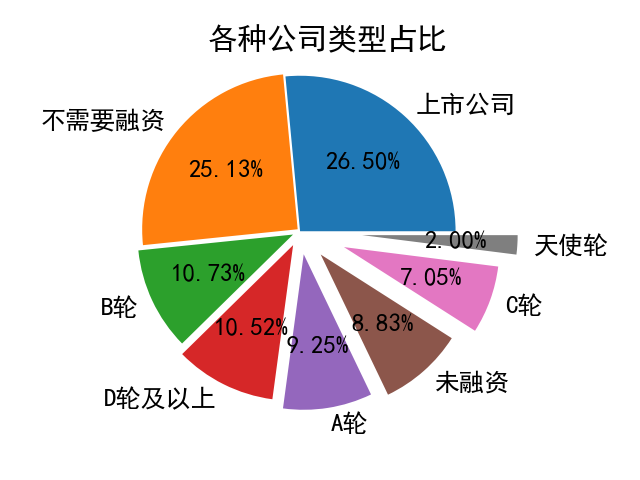 各种公司类型占比
上市公司
26.50%
不需要融资
25.13%
B轮
10.73%
D轮及以上
10.52%
A轮
9.25%
未融资
8.83%
C轮
7.05%
天使轮
2.00%